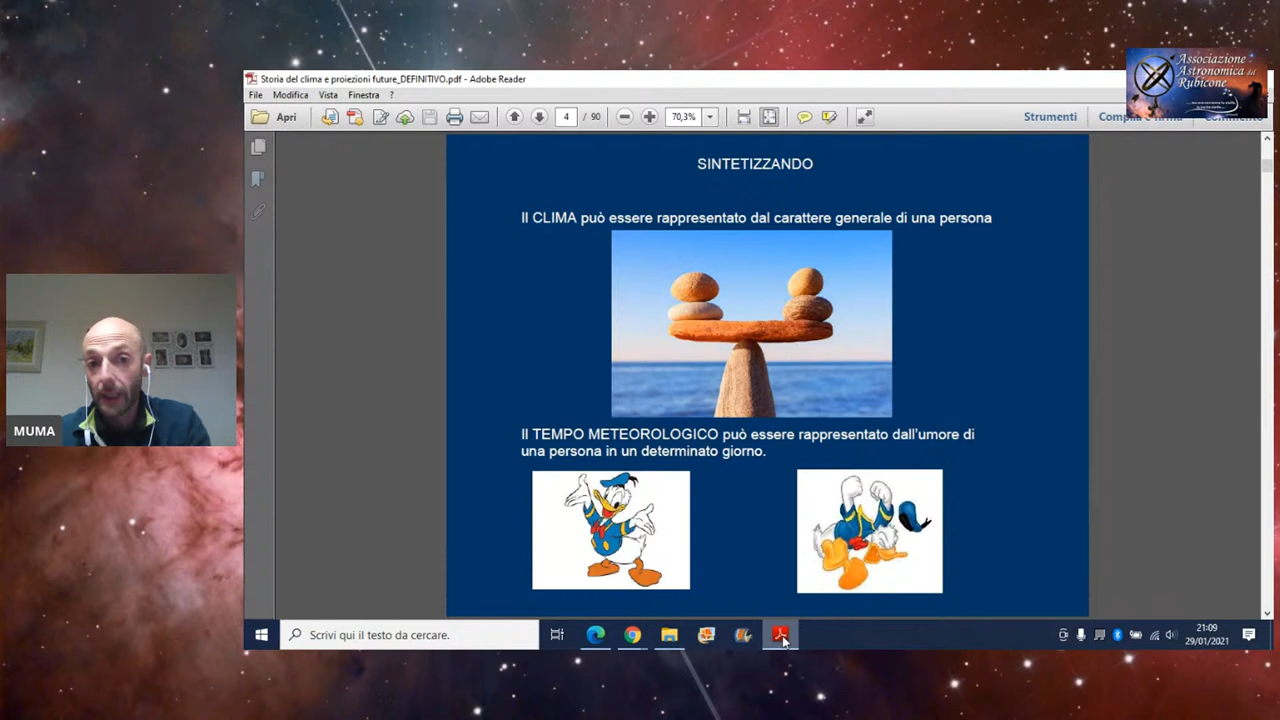 Associazione
Astronomica del
Rubicone
Storia del clima e proiezioni future_DEFINITIVO.pdf - Adobe Reader
File Modifica Vista Finestra ?
Apri 4 / 90 70,3% Strumenti
SINTETIZZANDO
Il CLIMA può essere rappresentato dal carattere generale di una persona
MUMA
Il TEMPO METEOROLOGICO può essere rappresentato dall'umore di
una persona in un determinato giorno.
Scrivi qui il testo da cercare.
21:09
29/01/2021